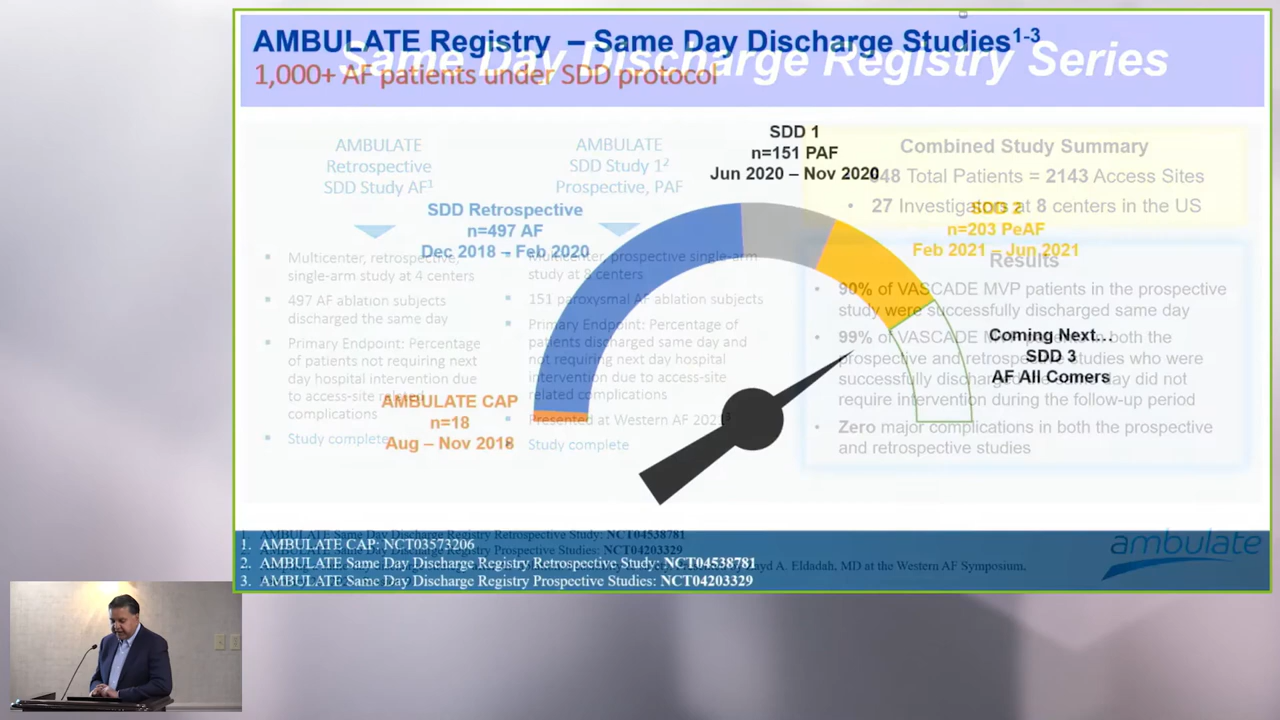 AMBULATE Registry – Same Day Discharge Studies1-3
Same Day Discharge Registry Series
1,000+ AF patients under SDD protocol
SDD 1
n=151 PAF
Jun 2020 – Nov 2020
SDD Retrospective
n=497 AF
Dec 2018 – Feb 2020
SDD 2
n=203 PeAF
Feb 2021 – Jun 2021
Coming Next…
SDD 3
AF All Comers
AMBULATE CAP
n=18
Aug – Nov 2018
AMBULATE
Retrospective
SDD Study AF1
Multicenter, retrospective,
single-arm study at 4 centers
497 AF ablation subjects
discharged the same day
Primary Endpoint: Percentage
of patients not requiring next
day hospital intervention due
to access-site related
complications
Study complete
AMBULATE
SDD Study 1²
Prospective, PAF
Multicenter, prospective single-arm
study at 8 centers
151 paroxysmal AF ablation subjects
Primary Endpoint: Percentage of
patients discharged same day and
not requiring next day hospital
intervention due to access-site
related complications
Presented at Western AF 2021
Study complete
Combined Study Summary
648 Total Patients = 2143 Access Sites
27 Investigators at 8 centers in the US
Results
90% of VASCADE MVP patients in the prospective
study were successfully discharged same day
99% of VASCADE both the
prospective and retrospective studies who were
successfully discharged day did not
require intervention during the follow-up period
Zero major complications in both the prospective
and retrospective studies
1. AMBULATE CAP: NCT03573206
2. AMBULATE Same Day Discharge Registry Retrospective Study: NCT04538781
3. AMBULATE Same Day Discharge Registry Prospective Studies: NCT04203329
AMBULATE Same Day Discharge Registry Retrospective Study: NCT04538781
AMBULATE Same Day Discharge Registry Prospective Studies: NCT04203329
A. Eldadah, MD at the Western AF Symposium,
ambulate